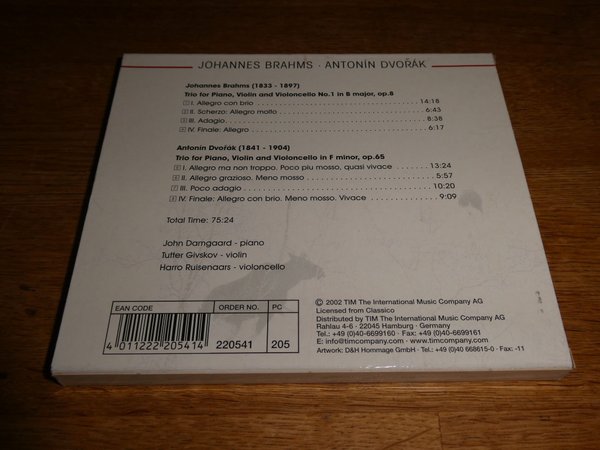 JOHANNES BRAHMS · ANTONÍN DVOŘÁK
Johannes Brahms (1833 - 1897)
Trio for Piano, Violin and Violoncello No.1 in B major, op.8
1 I. Allegro con brio 14:18
2 II. Scherzo: Allegro molto 6:43
3 III. Adagio 8:38
4 IV. Finale: Allegro 6:17
Antonín Dvořák (1841 - 1904)
Trio for Piano, Violin and Violoncello in F minor, op.65
5 I. Allegro ma non troppo. Poco piu mosso, quasi vivace 13:24
6 II. Allegro grazioso. Meno mosso 5:57
7 III. Poco adagio 10:20
8 IV. Finale: Allegro con brio. Meno mosso. Vivace 9:09
Total Time: 75:24
John Damgaard - piano
Tutter Givskov - violin
Harro Ruisenaars - violoncello
EAN CODE ORDER NO. PC
4 011222 205414 220541 205
© 2002 TIM The International Music Company AG
Licensed from Classico
Distributed by TIM The International Music Company AG
Rahlau 4-6 · 22045 Hamburg · Germany
Tel.: +49 (0)40-6699160 · Fax: +49 (0)40-6699161
E: info@timcompany.com · www.timcompany.com
Artwork: D&H Hommage GmbH · Tel.: +49 (0)40 668615-0 · Fax: -11